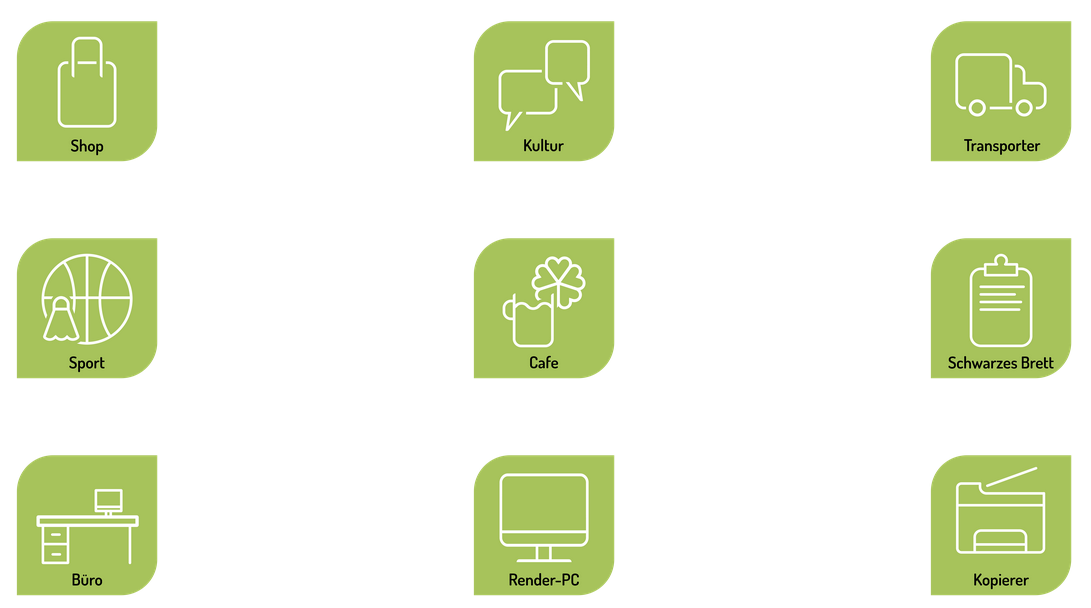 Shop
Kultur
Transporter
Sport
Cafe
Schwarzes Brett
Büro
Render-PC
Kopierer